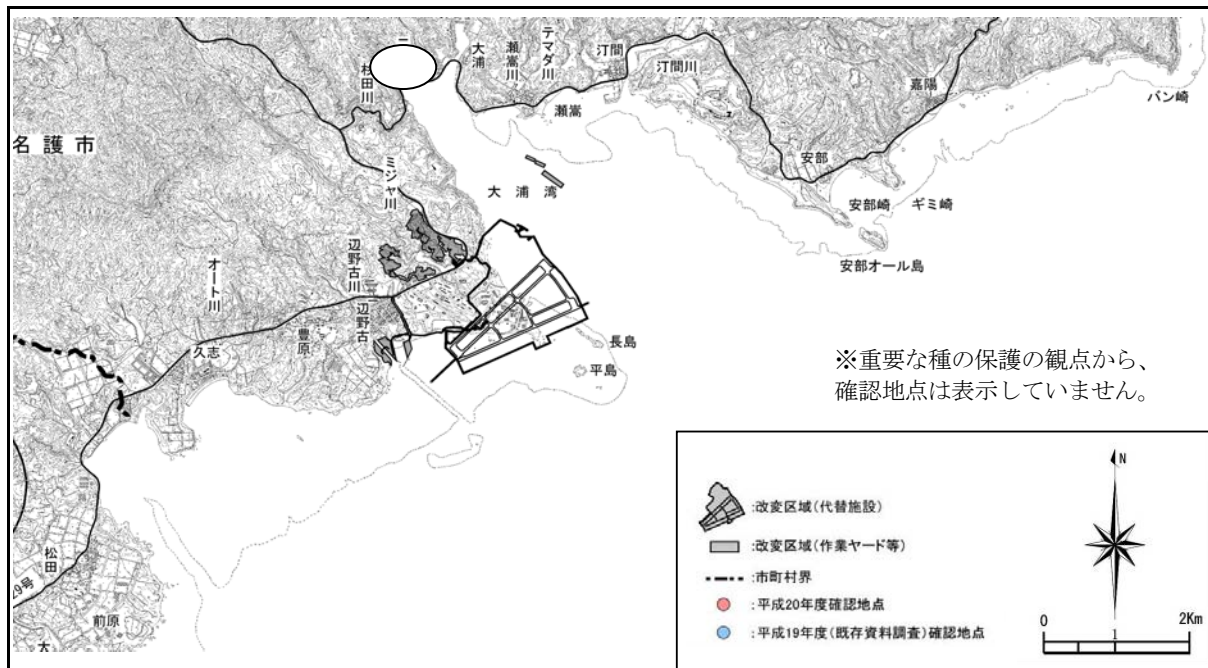 大浦
瀬嵩川
テマダ川
汀間
汀間川
嘉陽
バン崎
杉田川
瀬嵩
名護市
安部
ミジャ川
大浦湾
安部崎
ギミ崎
安部オール島
辺野古川
オート川
辺野古
豊原
久志
長島
平島
※重要な種の保護の観点から、
確認地点は表示していません。
松田
29号
前原
大
:改変区域(代替施設)
:改変区域(作業ヤード等)
:市町村界
:平成20年度確認地点
:平成19年度(既存資料調査)確認地点
N
0 1 2Km